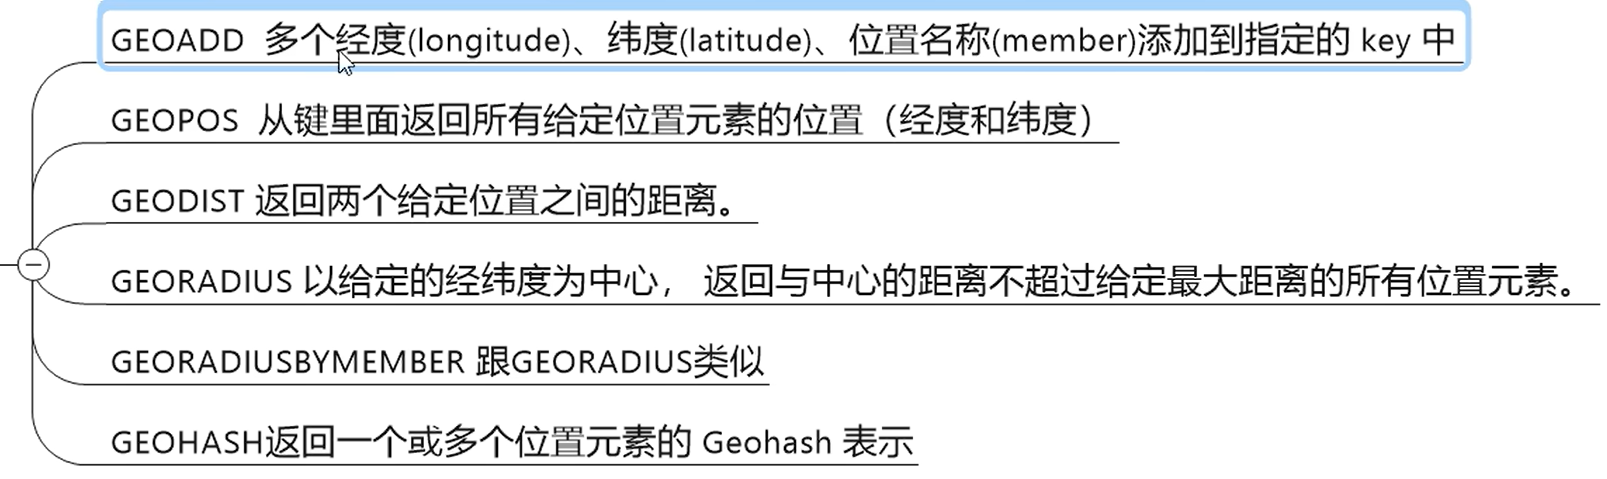 GEOADD 多个经度(longitude)、纬度(latitude)、位置名称(member)添加到指定的 key 中
GEOPOS 从键里面返回所有给定位置元素的位置（经度和纬度）
GEODIST 返回两个给定位置之间的距离。
GEORADIUS 以给定的经纬度为中心， 返回与中心的距离不超过给定最大距离的所有位置元素。
GEORADIUSBYMEMBER 跟GEORADIUS类似
GEOHASH返回一个或多个位置元素的 Geohash 表示